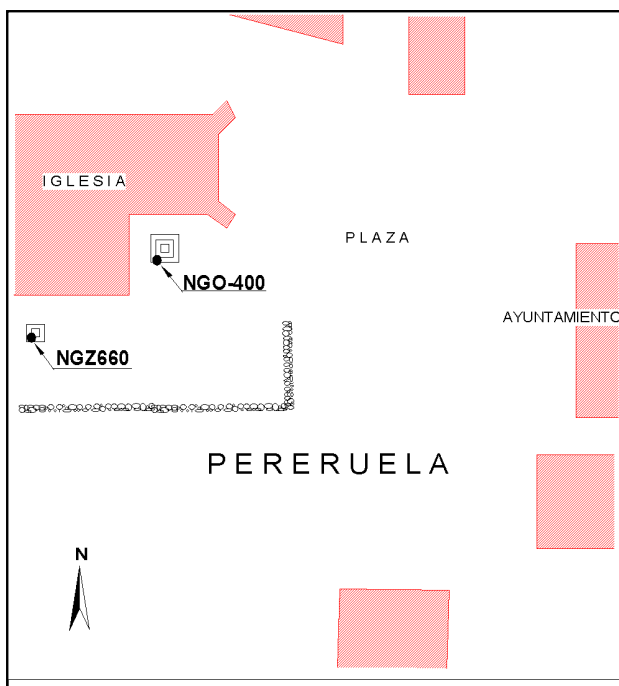 IGLESIA
PLAZA
NGO-400
AYUNTAMIENTO
NGZ660
PERERUELA
N